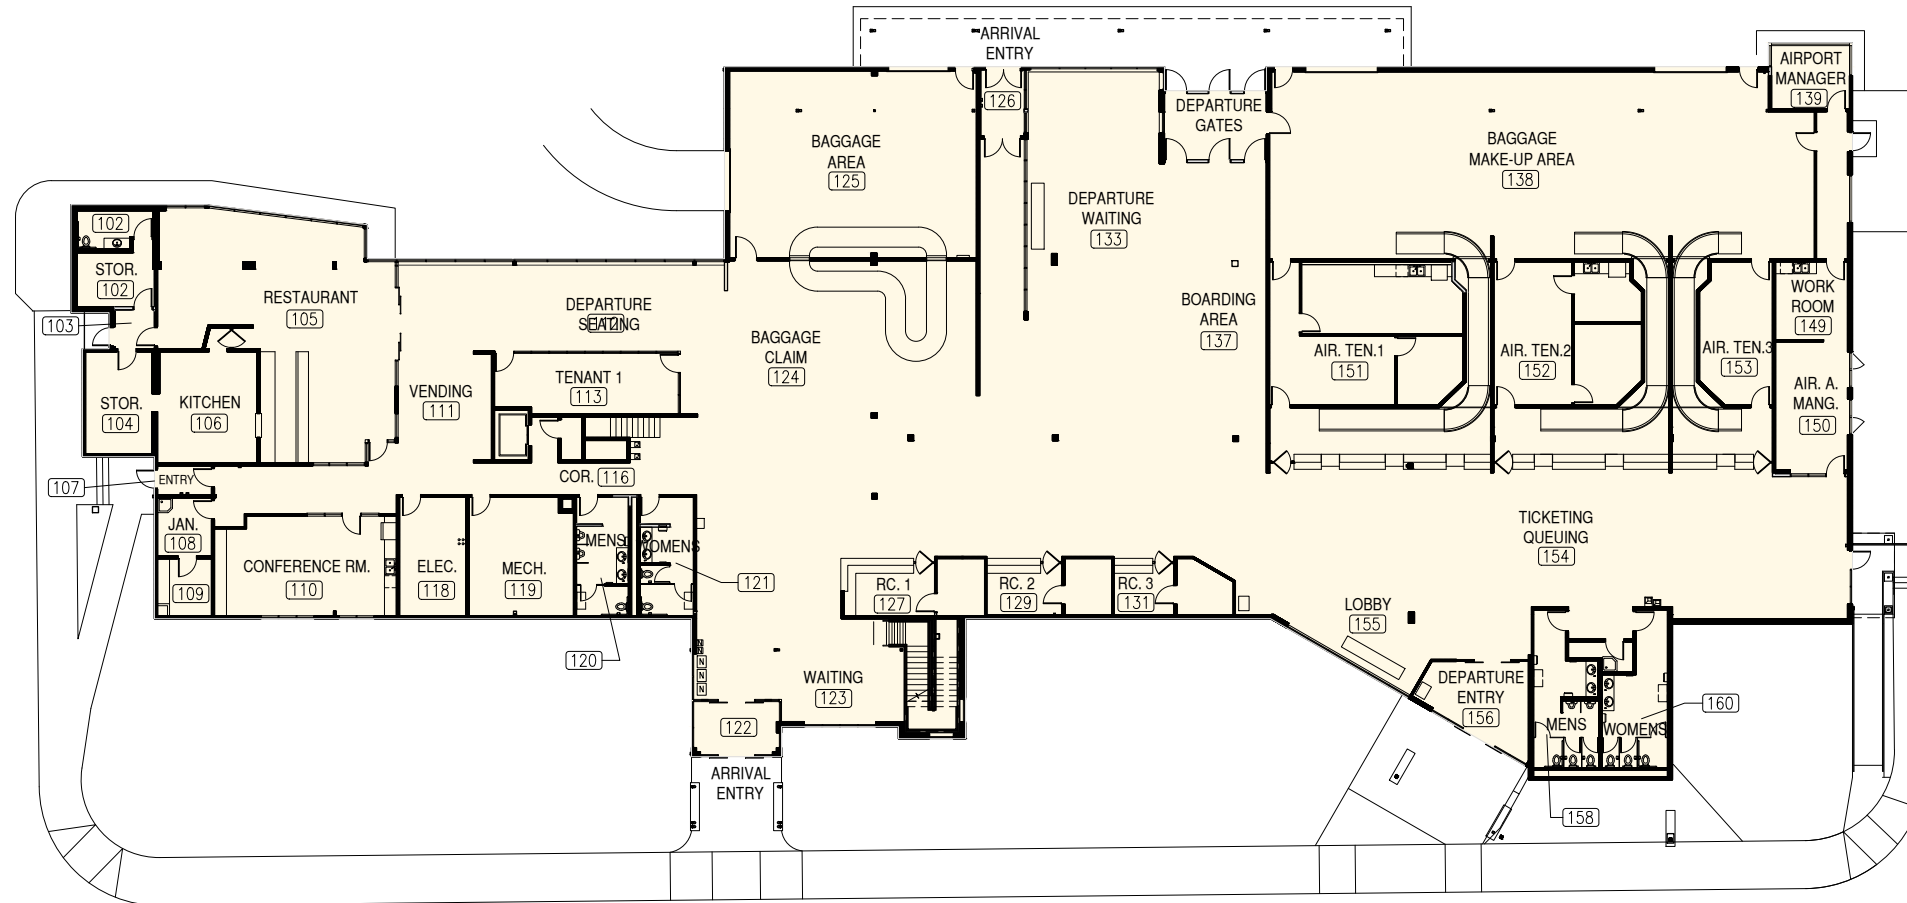 ARRIVAL
ENTRY
AIRPORT
MANAGER
139
126
DEPARTURE
GATES
BAGGAGE
AREA
125
BAGGAGE
MAKE-UP AREA
138
DEPARTURE
WAITING
133
102
STOR.
102
RESTAURANT
105
103
DEPARTURE
SEATING
BOARDING
AREA
137
WORK
ROOM
149
BAGGAGE
CLAIM
124
AIR. TEN.1
151
AIR. TEN.2
152
AIR. TEN.3
153
TENANT 1
113
VENDING
111
AIR. A.
MANG.
150
STOR.
104
KITCHEN
106
COR. 116
107
ENTRY
JAN.
108
TICKETING
QUEUING
154
MENS
WOMENS
CONFERENCE RM.
110
ELEC.
118
MECH.
119
109
121
RC. 1
127
RC. 2
129
RC. 3
131
LOBBY
155
120
WAITING
123
DEPARTURE
ENTRY
156
122
MENS
WOMENS
160
ARRIVAL
ENTRY
158
N
N
N